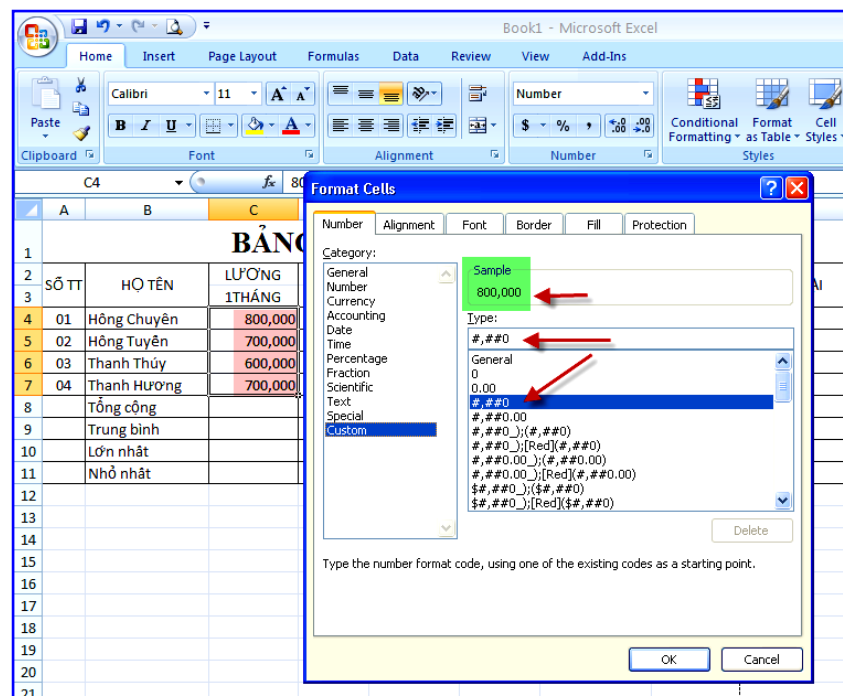 Book1 - Microsoft Excel
Home Insert Page Layout Formulas Data Review View Add-Ins
Calibri 11 A A Number
Paste B I U A $ % , .00 .0 Conditional Formatting Format as Table Cell Styles
Clipboard Font Alignment Number Styles
C4 fx 80
A B C
1 BẢNG
2 SỐ TT HỌ TÊN LƯƠNG
3 1THÁNG
4 01 Hồng Chuyên 800,000
5 02 Hồng Tuyên 700,000
6 03 Thanh Thúy 600,000
7 04 Thanh Hương 700,000
8 Tổng cộng
9 Trung bình
10 Lớn nhất
11 Nhỏ nhất
12
13
14
15
16
17
18
19
20
21
Format Cells
Number Alignment Font Border Fill Protection
Category:
General
Number
Currency
Accounting
Date
Time
Percentage
Fraction
Scientific
Text
Special
Custom
Sample
800,000
Type:
#,##0
General
0
0.00
#,##0
#,##0.00
#,##0_);(#,##0)
#,##0_);[Red](#,##0)
#,##0.00_);(#,##0.00)
#,##0.00_);[Red](#,##0.00)
$#,##0_);($#,##0)
$#,##0_);[Red]($#,##0)
Delete
Type the number format code, using one of the existing codes as a starting point.
OK Cancel